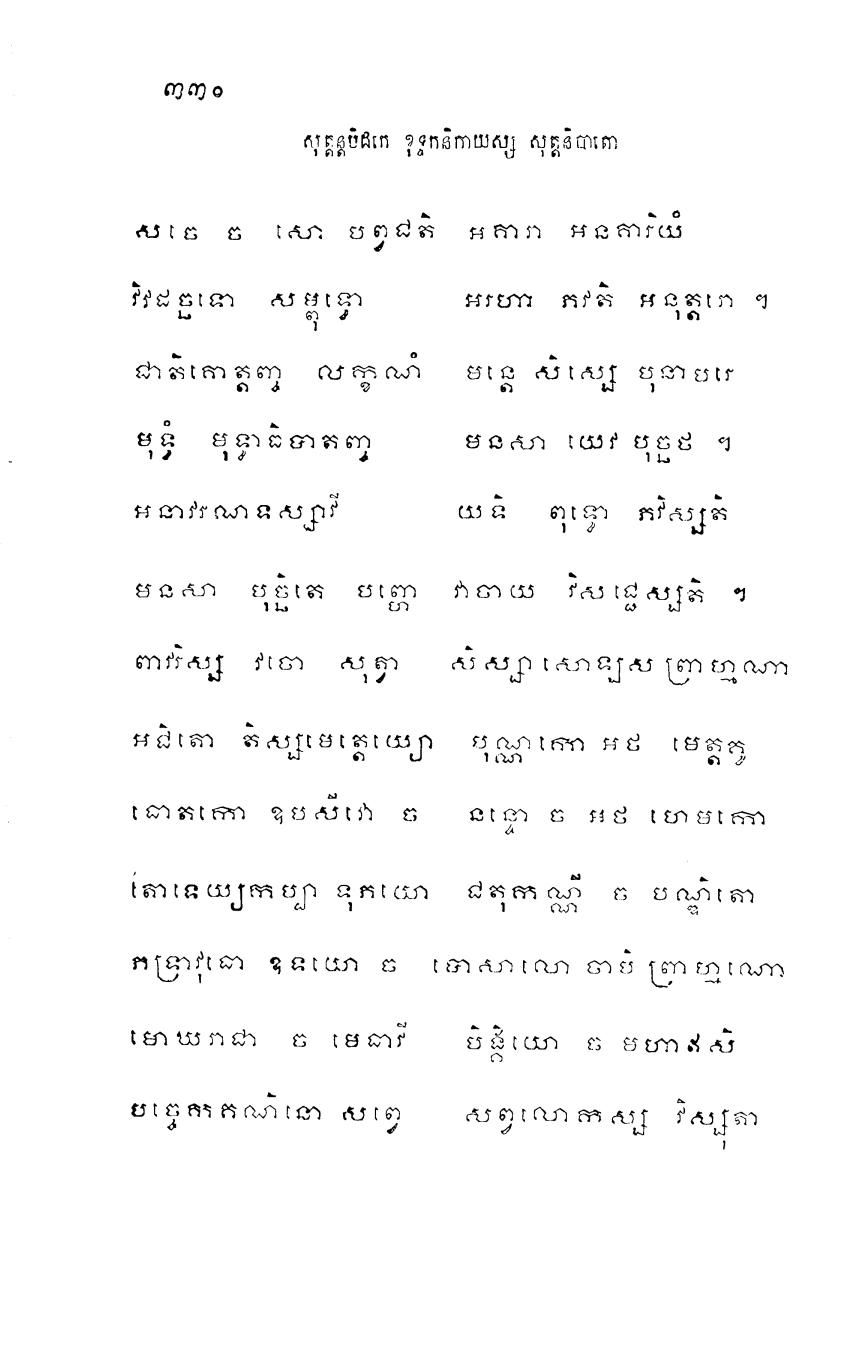 ៣៣០
សុត្តន្តបិដកេ ខុទ្ទកនិកាយស្ស សុត្តនិបាតោ
សចេ ច សោ បព្វជតិ អគារា អនគារិយំ
វិវដច្ឆទោ សម្ពុទ្ធោ អរហា ភវតិ អនុត្តរោ ។
ជាតិគោត្តញ្ច លក្ខណំ មន្តេ សិស្សេ បុនាបរេ
មុទ្ធំ មុទ្ធាធិបាតញ្ច មនសា យេវ បុច្ឆថ ។
អនាវរណទស្សាវី យទិ ពុទ្ធោ ភវិស្សតិ
មនសា បុច្ឆិតេ បញ្ហេ វាចាយ វិសជ្ជេស្សតិ ។
ពាវរិស្ស វចោ សុត្វា សិស្សា សោឡស ព្រាហ្មណា
អជិតោ តិស្សមេត្តេយ្យោ បុណ្ណកោ អថ មេត្តគូ
ធោតកោ ឧបសីវោ ច នន្ទោ ច អថ ហេមកោ
តោទេយ្យកប្បា ទុភយោ ជតុកណ្ណី ច បណ្ឌិតោ
ភទ្រាវុធោ ឧទយោ ច បោសាលោ ចាបិ ព្រាហ្មណោ
មោឃរាជា ច មេធាវី បិង្គិយោ ច មហាឥសិ
បច្ចេកគណិនោ សព្វេ សព្វលោកស្ស វិស្សុតា